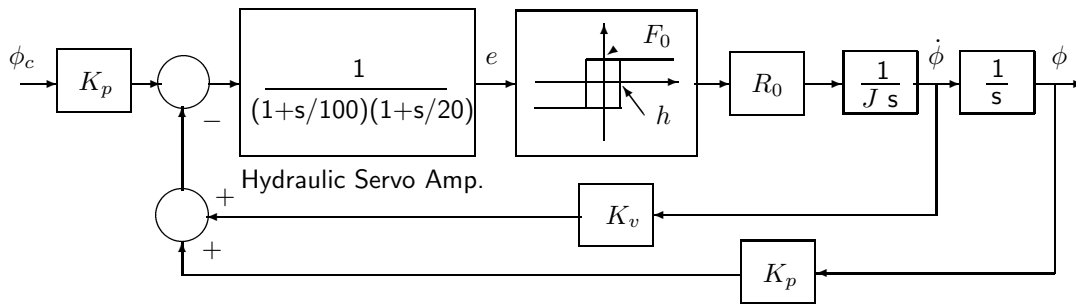 ϕ_c
K_p
−
1
(1+s/100)(1+s/20)
Hydraulic Servo Amp.
e
F_0
h
R_0
1
J s
ϕ̇
1
s
ϕ
+
+
K_v
K_p